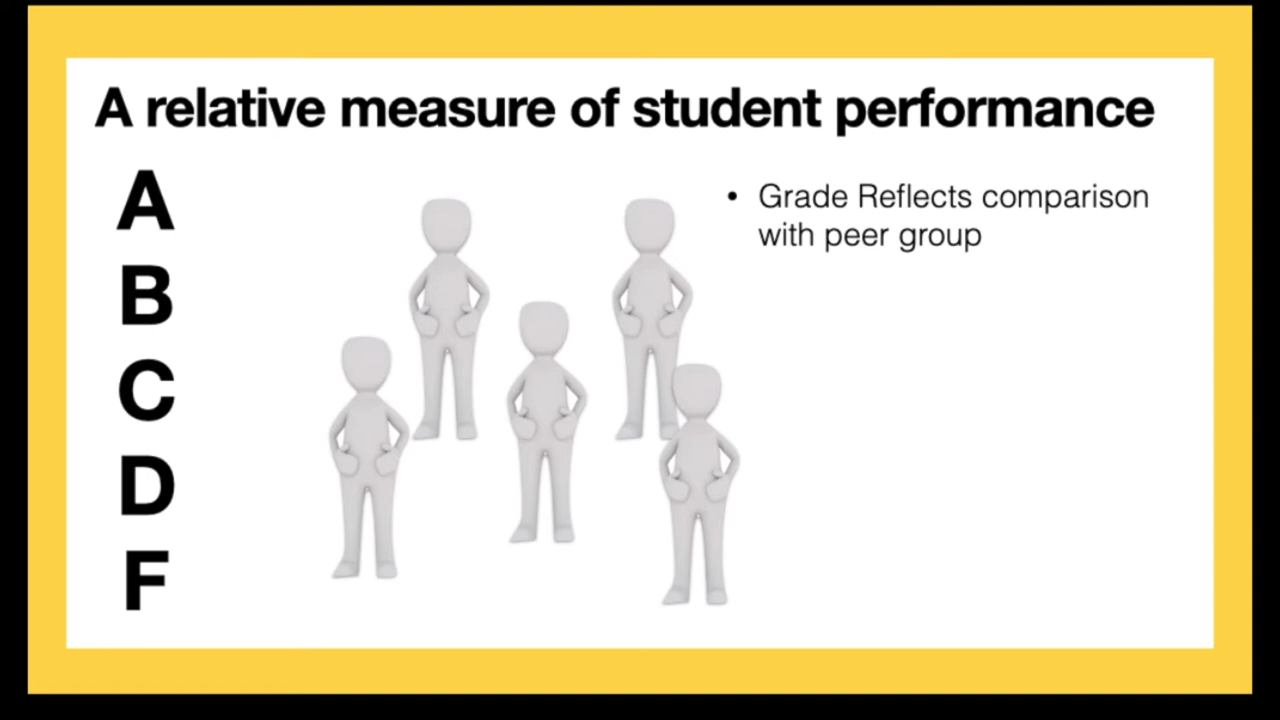 A relative measure of student performance
A
B
C
D
F
• Grade Reflects comparison
with peer group